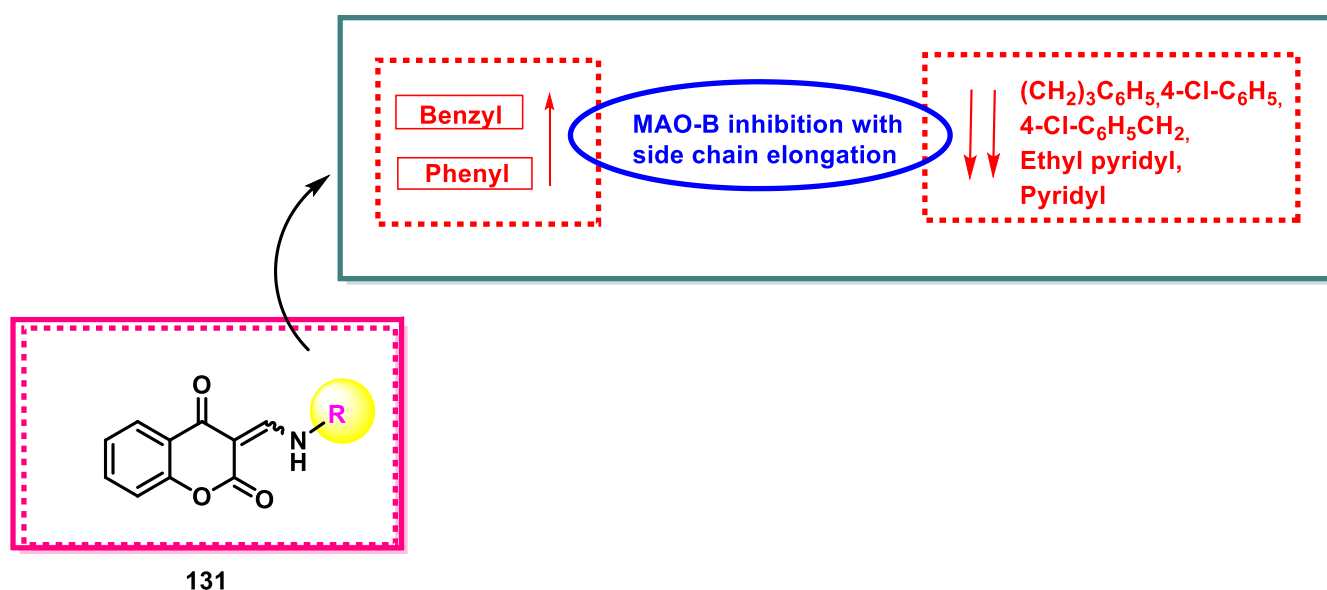 Benzyl
Phenyl
MAO-B inhibition with
side chain elongation
(CH₂)₃C₆H₅,4-Cl-C₆H₅,
4-Cl-C₆H₅CH₂,
Ethyl pyridyl,
Pyridyl
O
R
N
H
O
O
131